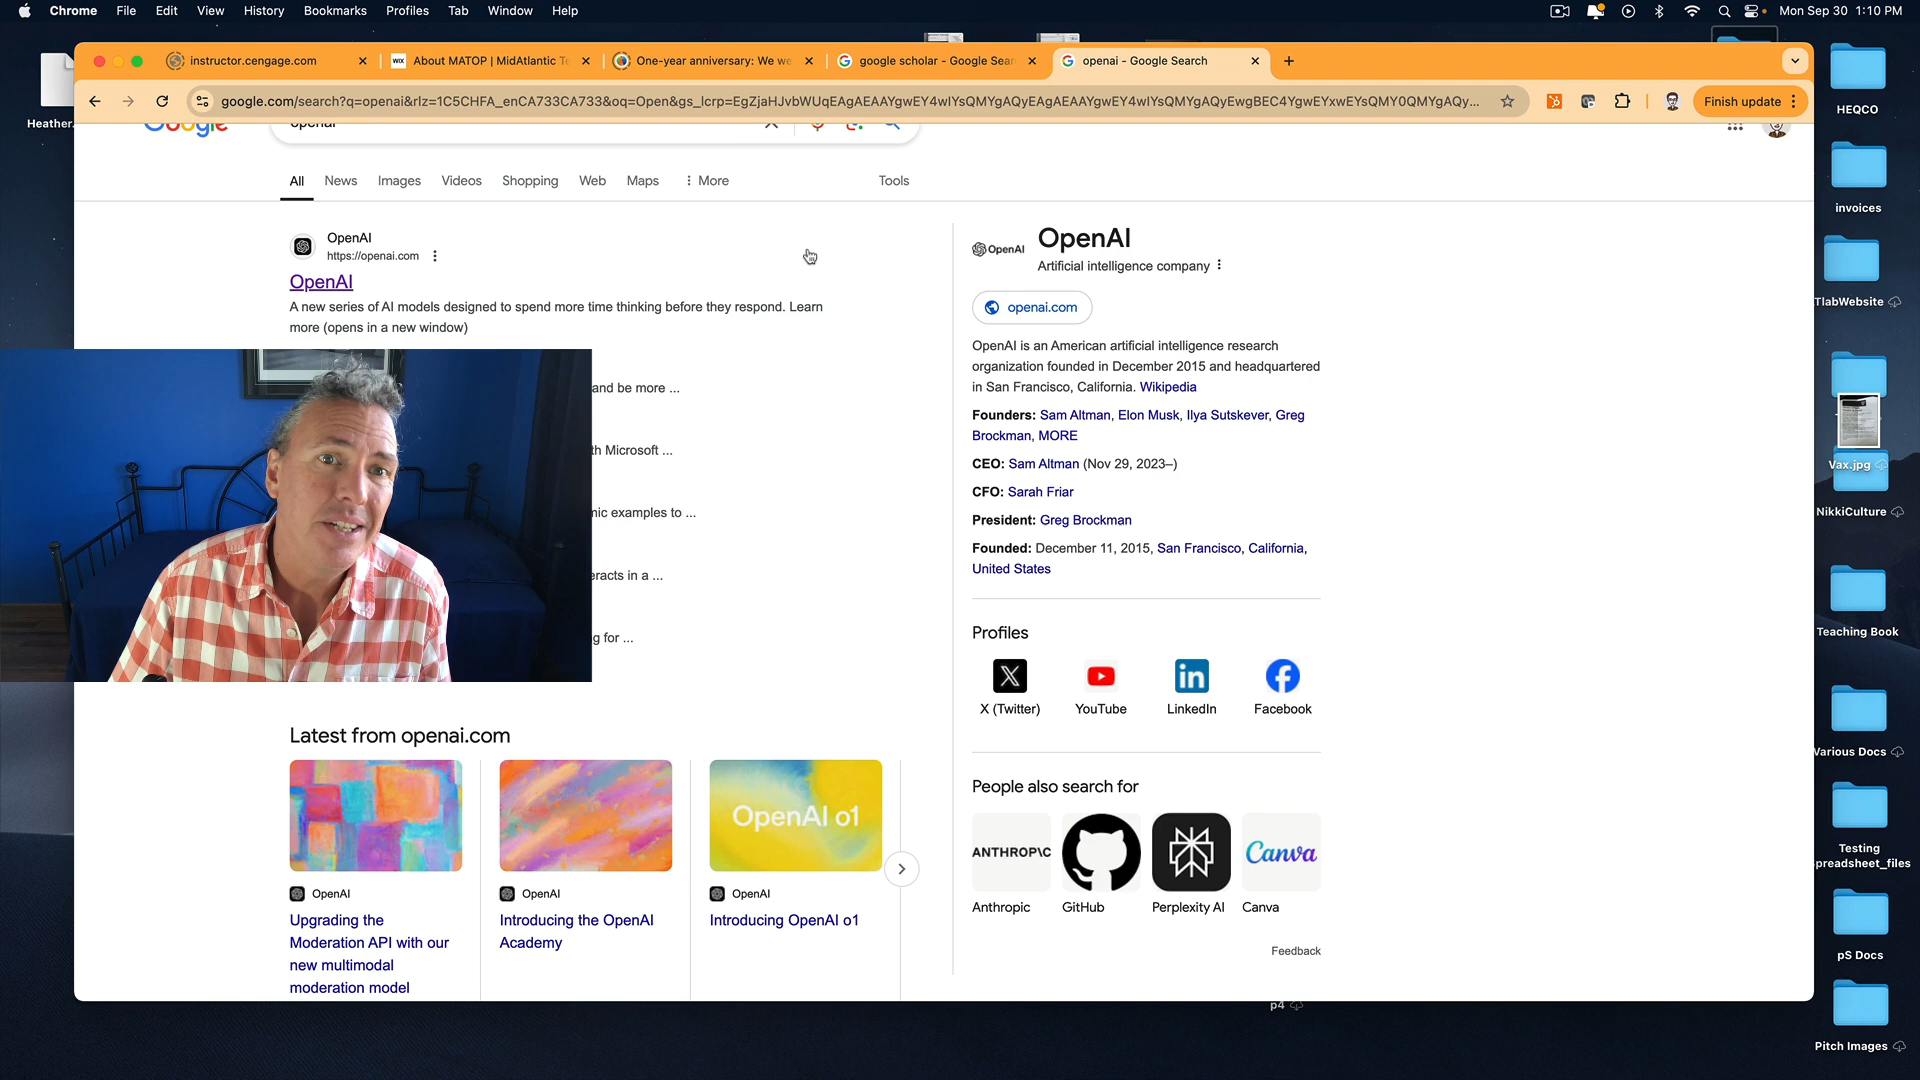 Chrome File Edit View History Bookmarks Profiles Tab Window Help
Mon Sep 30 1:10 PM
instructor.cengage.com
About MATOP | MidAtlantic Te
One-year anniversary: We we
google scholar - Google Sear
openai - Google Search
google.com/search?q=openai&rlz=1C5CHFA_enCA733CA733&oq=Open&gs_lcrp=EgZjaHJvbWUqEAgAEAAYgwEY4wIYsQMYgAQyEAgAEAAYgwEY4wIYsQMYgAQyEwgBEC4YgwEYxwEYsQMY0QMYgAQy...
Finish update
Google
openai
All News Images Videos Shopping Web Maps More Tools
OpenAI
https://openai.com
OpenAI
A new series of AI models designed to spend more time thinking before they respond. Learn
more (opens in a new window)
and be more ...
th Microsoft ...
mic examples to ...
eracts in a ...
g for ...
Latest from openai.com
OpenAI o1
OpenAI
Upgrading the
Moderation API with our
new multimodal
moderation model
OpenAI
Introducing the OpenAI
Academy
OpenAI
Introducing OpenAI o1
OpenAI
OpenAI
Artificial intelligence company
openai.com
OpenAI is an American artificial intelligence research
organization founded in December 2015 and headquartered
in San Francisco, California. Wikipedia
Founders: Sam Altman, Elon Musk, Ilya Sutskever, Greg
Brockman, MORE
CEO: Sam Altman (Nov 29, 2023–)
CFO: Sarah Friar
President: Greg Brockman
Founded: December 11, 2015, San Francisco, California,
United States
Profiles
X (Twitter) YouTube LinkedIn Facebook
People also search for
ANTHROP\C
Canva
Anthropic GitHub Perplexity AI Canva
Feedback
Heather.
HEQCO
invoices
TlabWebsite
Vax.jpg
NikkiCulture
Teaching Book
Various Docs
Testing
preadsheet_files
pS Docs
Pitch Images
p4